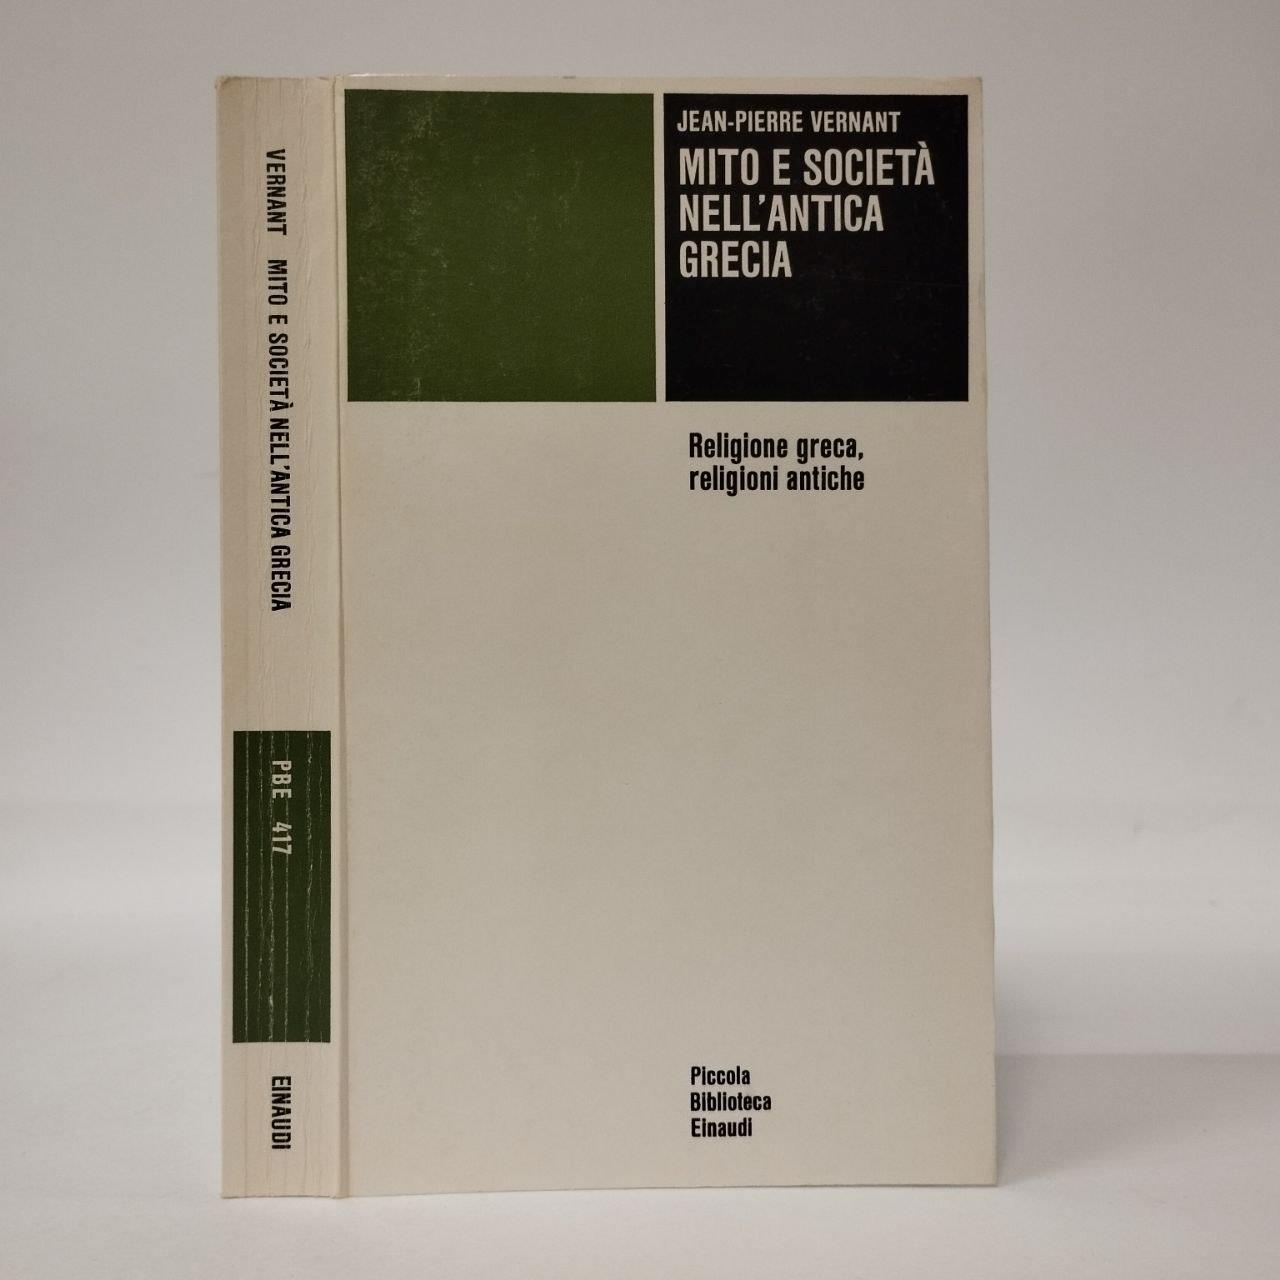 VERNANT MITO E SOCIETÀ NELL'ANTICA GRECIA
PBE 417
EINAUDI
JEAN-PIERRE VERNANT
MITO E SOCIETÀ
NELL'ANTICA
GRECIA
Religione greca,
religioni antiche
Piccola
Biblioteca
Einaudi